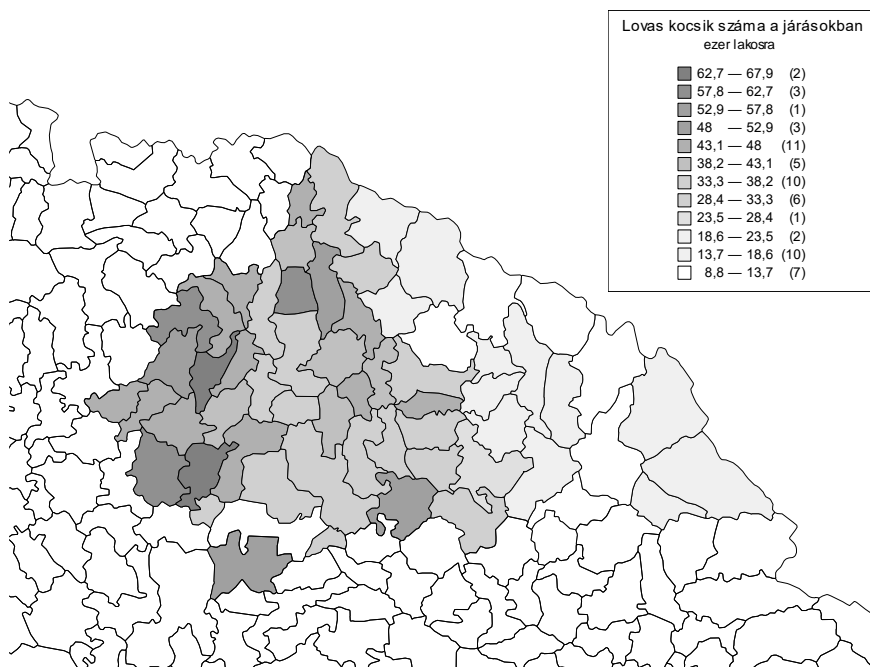 Lovas kocsik száma a járásokban
ezer lakosra
62,7 — 67,9 (2)
57,8 — 62,7 (3)
52,9 — 57,8 (1)
48 — 52,9 (3)
43,1 — 48 (11)
38,2 — 43,1 (5)
33,3 — 38,2 (10)
28,4 — 33,3 (6)
23,5 — 28,4 (1)
18,6 — 23,5 (2)
13,7 — 18,6 (10)
8,8 — 13,7 (7)